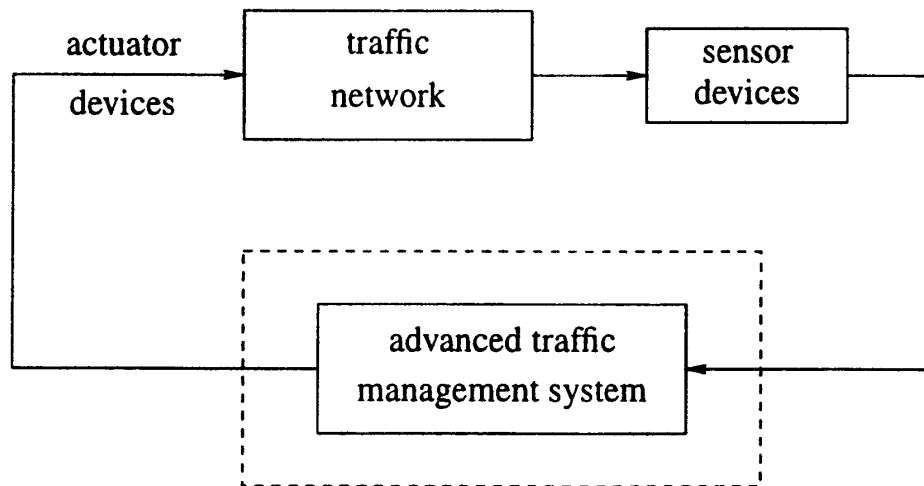 actuator
devices
traffic
network
sensor
devices
advanced traffic
management system